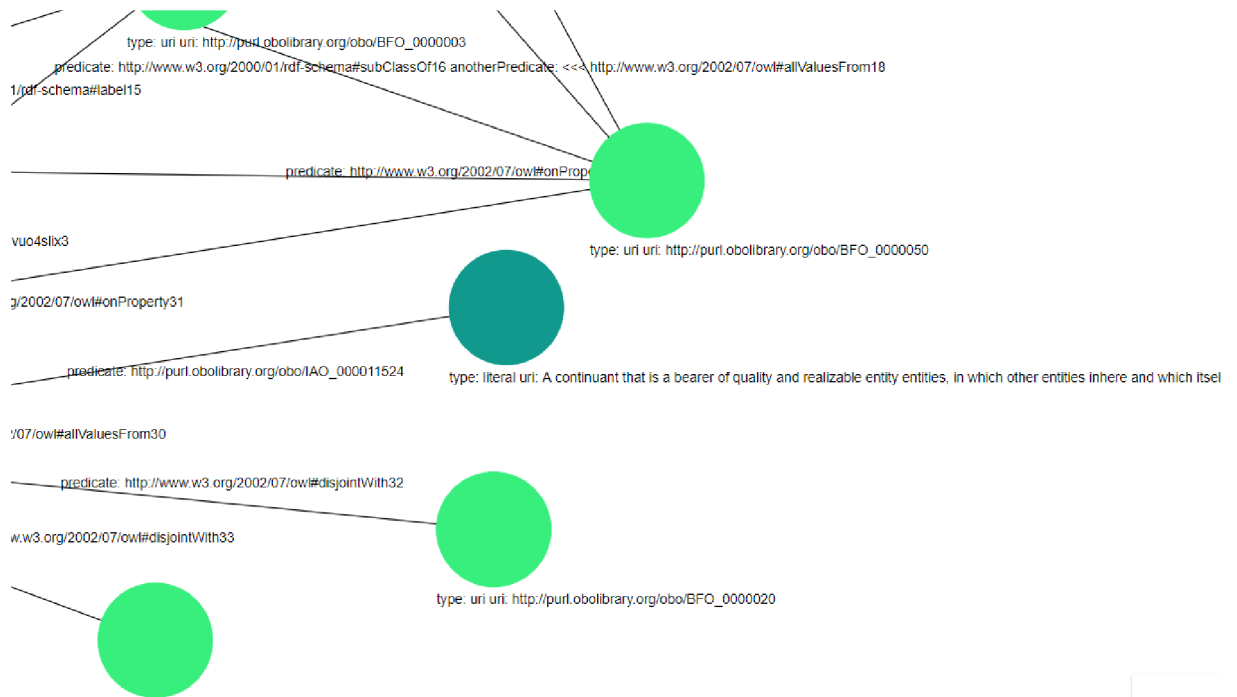 type: uri uri: http://purl.obolibrary.org/obo/BFO_0000003
predicate: http://www.w3.org/2000/01/rdf-schema#subClassOf16 anotherPredicate: <<< http://www.w3.org/2002/07/owl#allValuesFrom18
1/rdf-schema#label15
predicate: http://www.w3.org/2002/07/owl#onPrope
vuo4slix3
type: uri uri: http://purl.obolibrary.org/obo/BFO_0000050
g/2002/07/owl#onProperty31
predicate: http://purl.obolibrary.org/obo/IAO_000011524
type: literal uri: A continuant that is a bearer of quality and realizable entity entities, in which other entities inhere and which itsel
/07/owl#allValuesFrom30
predicate: http://www.w3.org/2002/07/owl#disjointWith32
w.w3.org/2002/07/owl#disjointWith33
type: uri uri: http://purl.obolibrary.org/obo/BFO_0000020